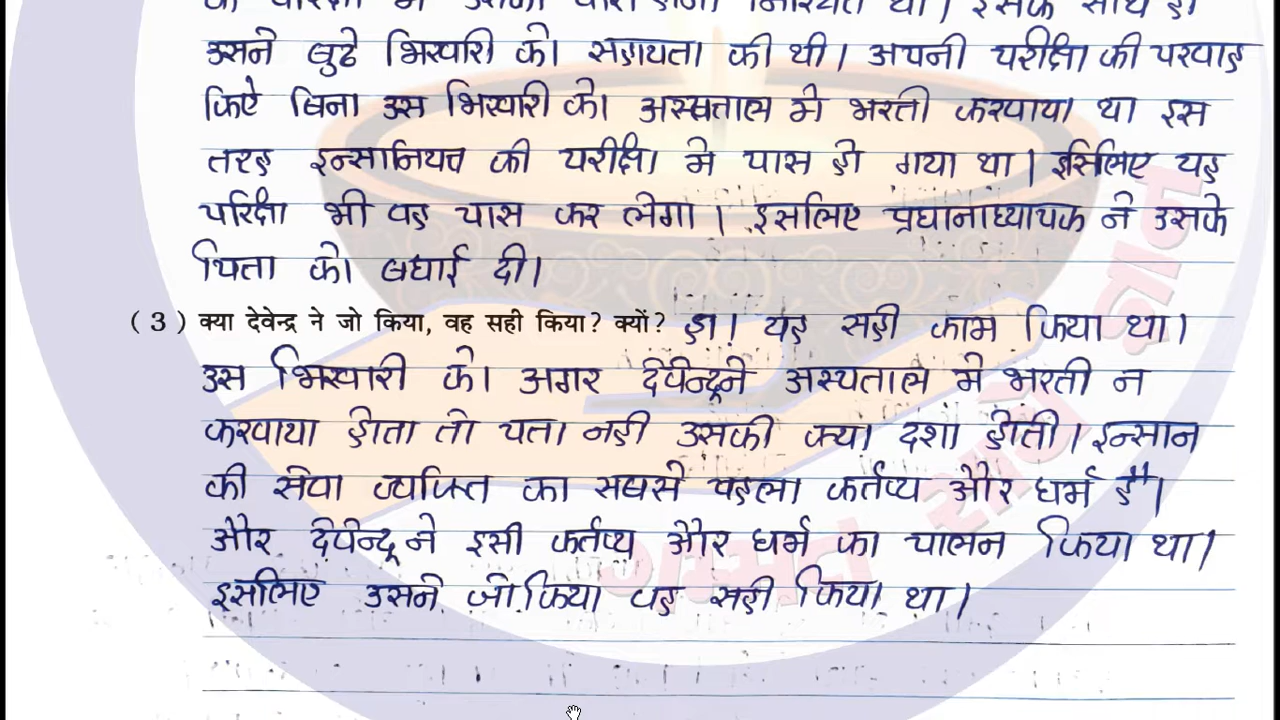 उसने बुढे भिखारी को सहायता की थी। अपनी परीक्षा की परवाह
किऐ बिना उस भिखारी को अस्पताल मे भरती करवाया था इस
तरह इन्सानियत की परीक्षा मे पास हो गया था। इसिलिए यह
परिक्षा भी वह पास कर लेगा। इसलिए प्रधानाध्यापक ने उसके
पिता को बधाई दी।
( 3 ) क्या देवेन्द्र ने जो किया, वह सही किया? क्यों? हा! यह सही काम किया था।
उस भिखारी को अगर देवेन्द्रने अस्पताल मे भरती न
करवाया होता तो पता नही उसकी क्या दशा होती। इन्सान
की सेवा व्यक्ति का सबसे पहला कर्तव्य और धर्म है।
और देवेन्द्र ने इसी कर्तव्य और धर्म का पालन किया था।
इसलिए उसने जो किया वह सही किया था।